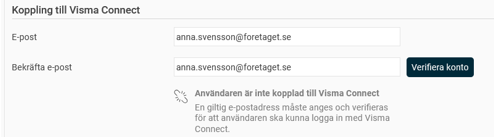 Koppling till Visma Connect
E-post
anna.svensson@foretaget.se
Bekräfta e-post
anna.svensson@foretaget.se
Verifiera konto
Användaren är inte kopplad till Visma Connect
En giltig e-postadress måste anges och verifieras
för att användaren ska kunna logga in med Visma
Connect.